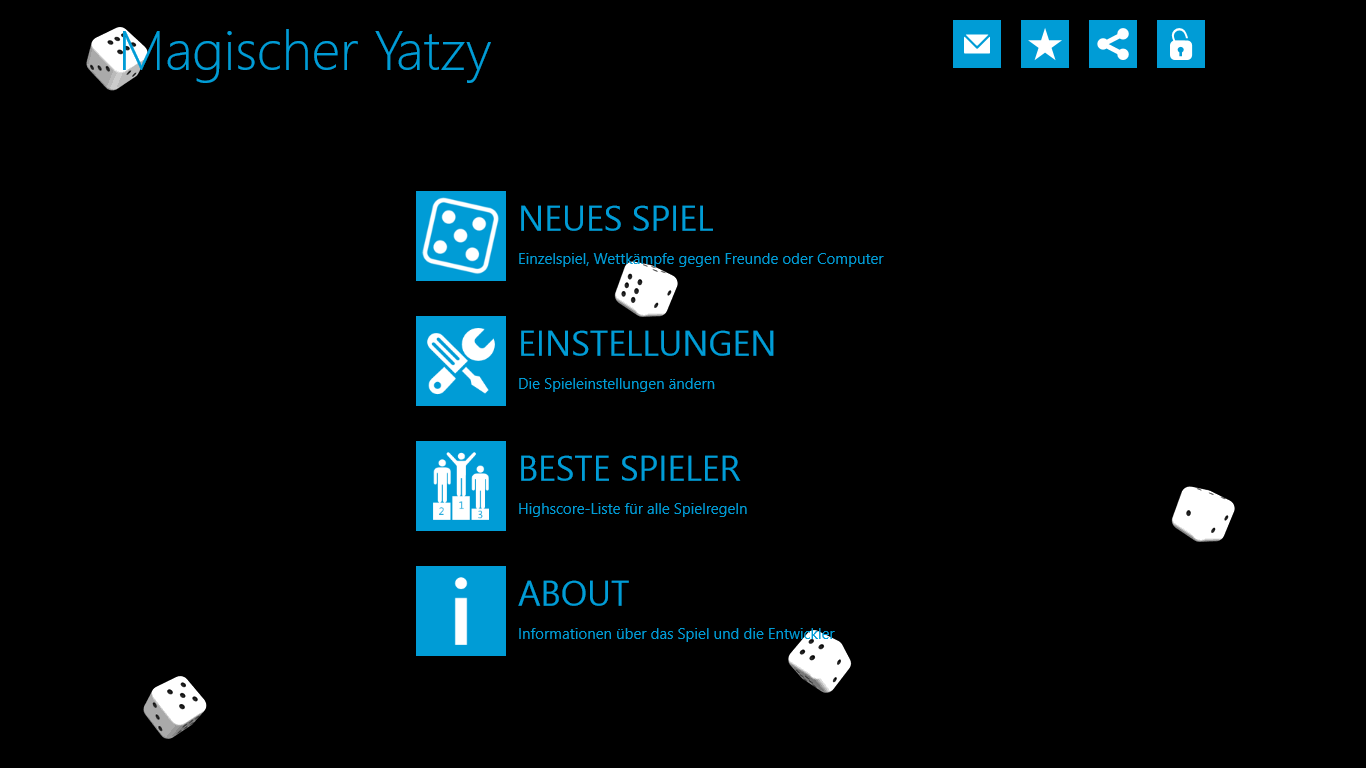 Magischer Yatzy
NEUES SPIEL
Einzelspiel, Wettkämpfe gegen Freunde oder Computer
EINSTELLUNGEN
Die Spieleinstellungen ändern
BESTE SPIELER
Highscore-Liste für alle Spielregeln
2 1 3
ABOUT
Informationen über das Spiel und die Entwickler